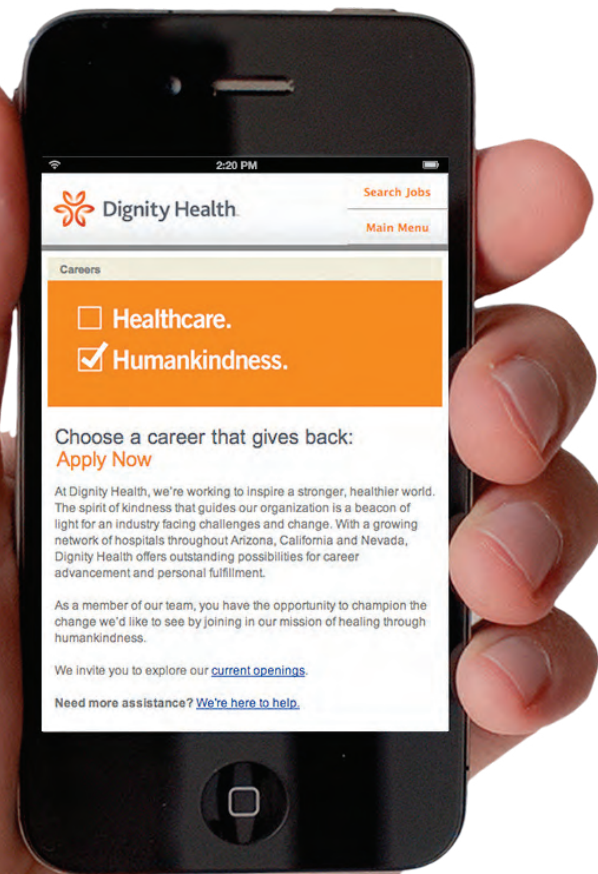 2:20 PM
Dignity Health
Search Jobs
Main Menu
Careers
Healthcare.
Humankindness.
Choose a career that gives back:
Apply Now
At Dignity Health, we're working to inspire a stronger, healthier world.
The spirit of kindness that guides our organization is a beacon of
light for an industry facing challenges and change. With a growing
network of hospitals throughout Arizona, California and Nevada,
Dignity Health offers outstanding possibilities for career
advancement and personal fulfillment.
As a member of our team, you have the opportunity to champion the
change we'd like to see by joining in our mission of healing through
humankindness.
We invite you to explore our current openings.
Need more assistance? We're here to help.